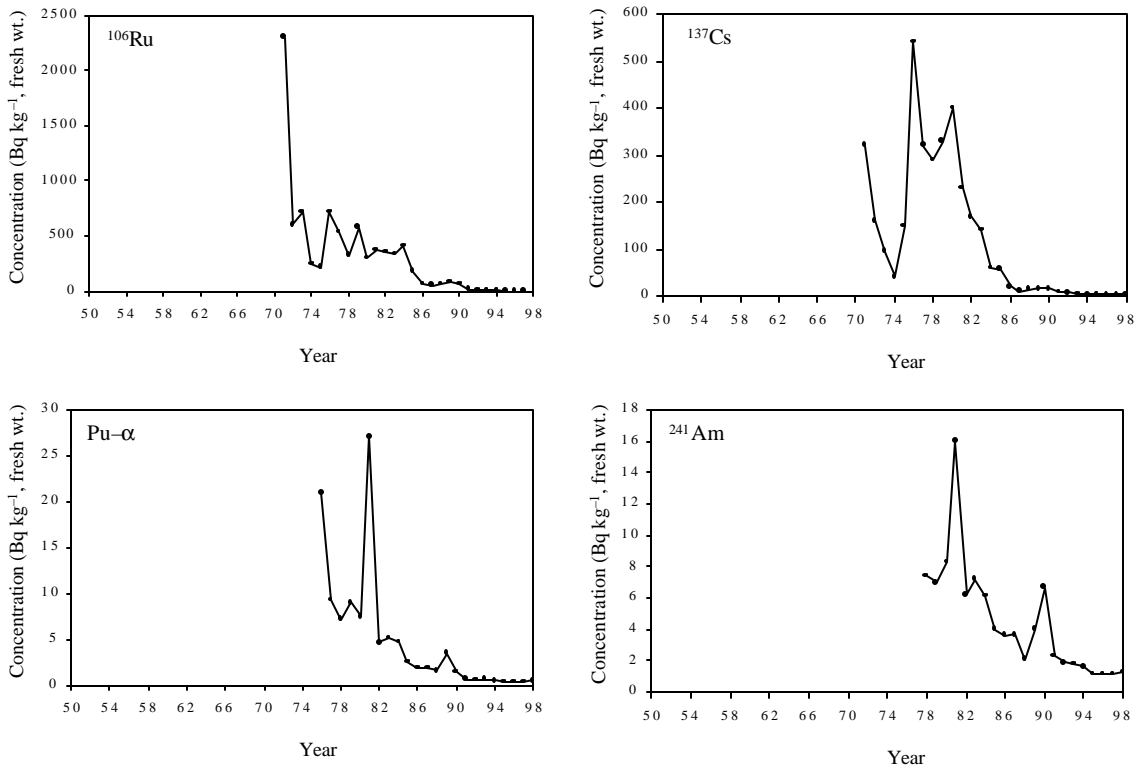 ¹⁰⁶Ru
Concentration (Bq kg⁻¹, fresh wt.)
2500
2000
1500
1000
500
0
50 54 58 62 66 70 74 78 82 86 90 94 98
Year
¹³⁷Cs
Concentration (Bq kg⁻¹, fresh wt.)
600
500
400
300
200
100
0
50 54 58 62 66 70 74 78 82 86 90 94 98
Year
Pu–α
Concentration (Bq kg⁻¹, fresh wt.)
30
25
20
15
10
5
0
50 54 58 62 66 70 74 78 82 86 90 94 98
Year
²⁴¹Am
Concentration (Bq kg⁻¹, fresh wt.)
18
16
14
12
10
8
6
4
2
0
50 54 58 62 66 70 74 78 82 86 90 94 98
Year